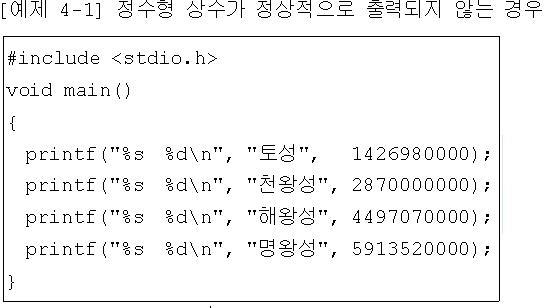 [예제 4-1] 정수형 상수가 정상적으로 출력되지 않는 경우
#include <stdio.h>
void main()
{
printf("%s %d\n", "토성", 1426980000);
printf("%s %d\n", "천왕성", 2870000000);
printf("%s %d\n", "해왕성", 4497070000);
printf("%s %d\n", "명왕성", 5913520000);
}